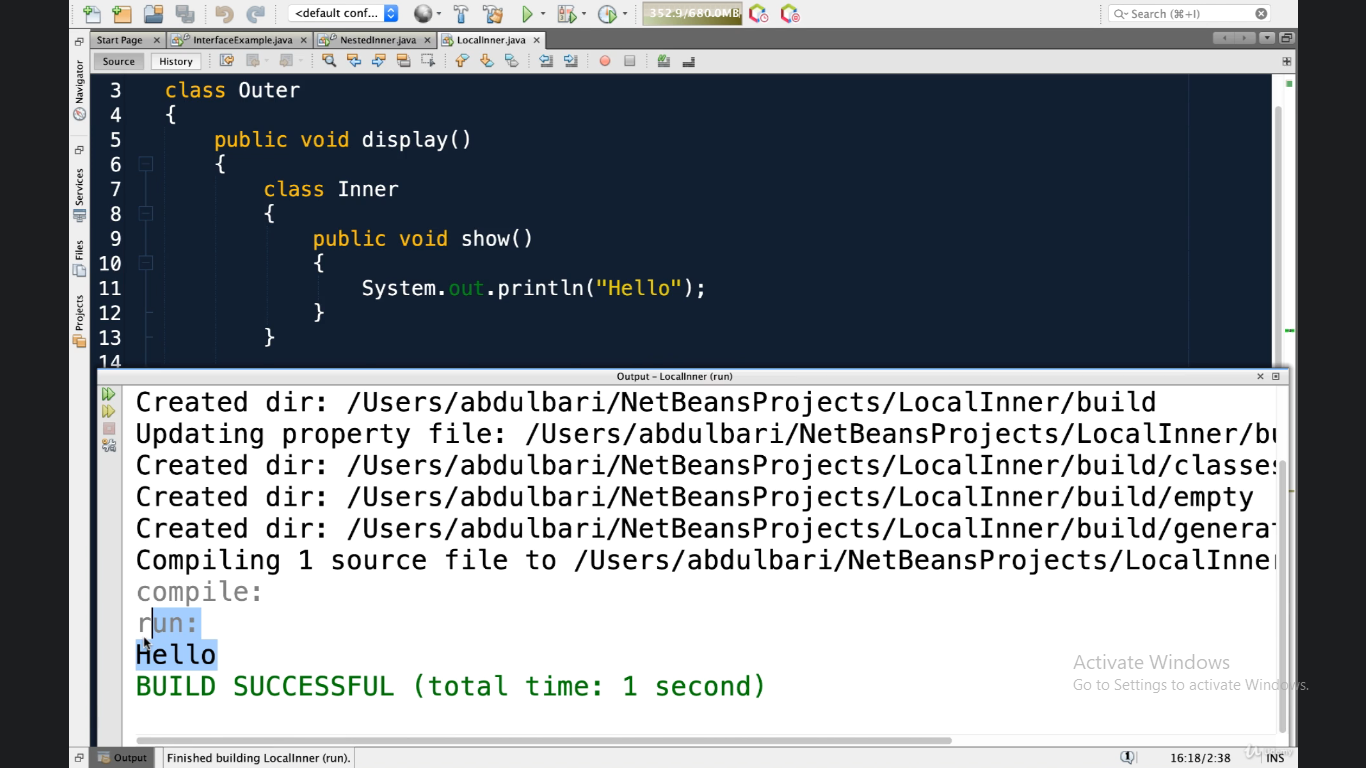 <default conf...
352.9/680.0MB
Search (⌘+I)
Start Page
InterfaceExample.java
NestedInner.java
LocalInner.java
Source
History
Navigator
Services
Files
Projects
3 class Outer
4 {
5 public void display()
6 {
7 class Inner
8 {
9 public void show()
10 {
11 System.out.println("Hello");
12 }
13 }
14
Output - LocalInner (run)
Created dir: /Users/abdulbari/NetBeansProjects/LocalInner/build
Updating property file: /Users/abdulbari/NetBeansProjects/LocalInner/bu
Created dir: /Users/abdulbari/NetBeansProjects/LocalInner/build/classes
Created dir: /Users/abdulbari/NetBeansProjects/LocalInner/build/empty
Created dir: /Users/abdulbari/NetBeansProjects/LocalInner/build/generat
Compiling 1 source file to /Users/abdulbari/NetBeansProjects/LocalInne
compile:
run:
Hello
BUILD SUCCESSFUL (total time: 1 second)
Activate Windows
Go to Settings to activate Windows.
Output
Finished building LocalInner (run).
1
16:18/2:38
INS